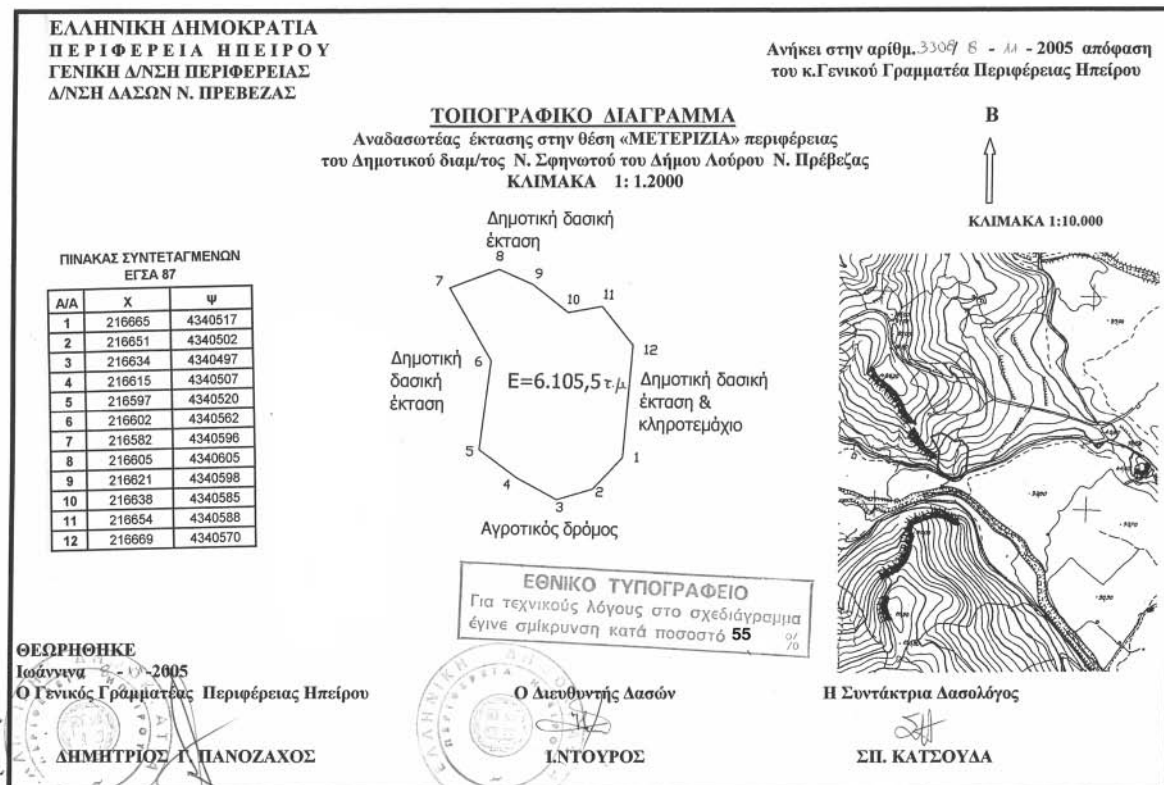 ΕΛΛΗΝΙΚΗ ΔΗΜΟΚΡΑΤΙΑ
ΠΕΡΙΦΕΡΕΙΑ ΗΠΕΙΡΟΥ
ΓΕΝΙΚΗ Δ/ΝΣΗ ΠΕΡΙΦΕΡΕΙΑΣ
Δ/ΝΣΗ ΔΑΣΩΝ Ν. ΠΡΕΒΕΖΑΣ
Ανήκει στην αρίθμ. 8 - 11 - 2005 απόφαση
του κ.Γενικού Γραμματέα Περιφέρειας Ηπείρου
ΤΟΠΟΓΡΑΦΙΚΟ ΔΙΑΓΡΑΜΜΑ
Αναδασωτέας έκτασης στην θέση «ΜΕΤΕΡΙΖΙΑ» περιφέρειας
του Δημοτικού διαμ/τος Ν. Σφηνωτού του Δήμου Λούρου Ν. Πρέβεζας
ΚΛΙΜΑΚΑ 1: 1.2000
Β
ΚΛΙΜΑΚΑ 1:10.000
ΠΙΝΑΚΑΣ ΣΥΝΤΕΤΑΓΜΕΝΩΝ
ΕΓΣΑ 87
Α/Α Χ Ψ
1 216665 4340517
2 216651 4340502
3 216634 4340497
4 216615 4340507
5 216597 4340520
6 216602 4340562
7 216582 4340596
8 216605 4340605
9 216621 4340598
10 216638 4340585
11 216654 4340588
12 216669 4340570
Δημοτική δασική
έκταση
8
9
7
10
11
12
6
Δημοτική
δασική
έκταση
Ε=6.105,5 τ.μ
Δημοτική δασική
έκταση &
κληροτεμάχιο
5
1
4
2
3
Αγροτικός δρόμος
ΕΘΝΙΚΟ ΤΥΠΟΓΡΑΦΕΙΟ
Για τεχνικούς λόγους στο σχεδιάγραμμα
έγινε σμίκρυνση κατά ποσοστό 55 %
ΘΕΩΡΗΘΗΚΕ
Ιωάννινα 8 - -2005
Ο Γενικός Γραμματέας Περιφέρειας Ηπείρου
Ο Διευθυντής Δασών
Η Συντάκτρια Δασολόγος
ΔΗΜΗΤΡΙΟΣ Γ. ΠΑΝΟΖΑΧΟΣ
Ι.ΝΤΟΥΡΟΣ
ΣΠ. ΚΑΤΣΟΥΔΑ